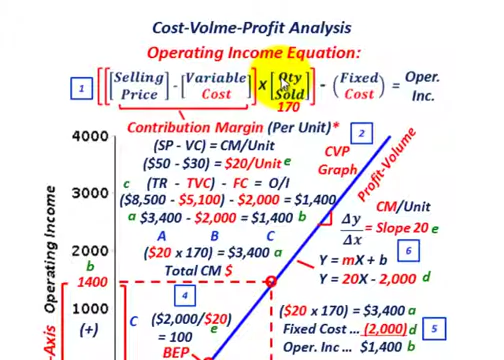 Cost-Volme-Profit Analysis
Operating Income Equation:
1 [[[Selling Price] - [Variable Cost]] X [Qty Sold]] - (Fixed Cost) = Oper. Inc.
170
Contribution Margin (Per Unit)*
2
4000
(SP - VC) = CM/Unit
CVP Graph
Profit-Volume
($50 - $30) = $20/Unit e
3000
c (TR - TVC) - FC = O/I
($8,500 - $5,100) - $2,000 = $1,400
CM/Unit
a $3,400 - $2,000 = $1,400 b
Δy/Δx = Slope 20 e
A B C
6
2000
($20 x 170) = $3,400 a
Y = mX + b
Total CM $
Y = 20X - 2,000 d
b
1400
4
1000
C
($2,000/$20)
e
= 100
BEP
(+)
($20 x 170) = $3,400 a
Fixed Cost ... (2,000) d
5
Oper. Inc ... $1,400 b
Operating Income
-Axis